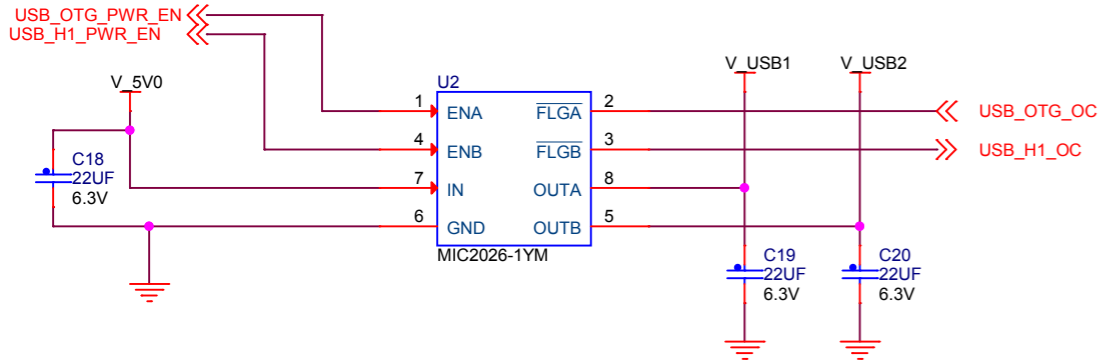 USB_OTG_PWR_EN
USB_H1_PWR_EN
V_5V0
V_USB1
V_USB2
U2
1
ENA
FLGA
2
USB_OTG_OC
4
ENB
FLGB
3
USB_H1_OC
C18
22UF
6.3V
7
IN
OUTA
8
6
GND
OUTB
5
MIC2026-1YM
C19
22UF
6.3V
C20
22UF
6.3V